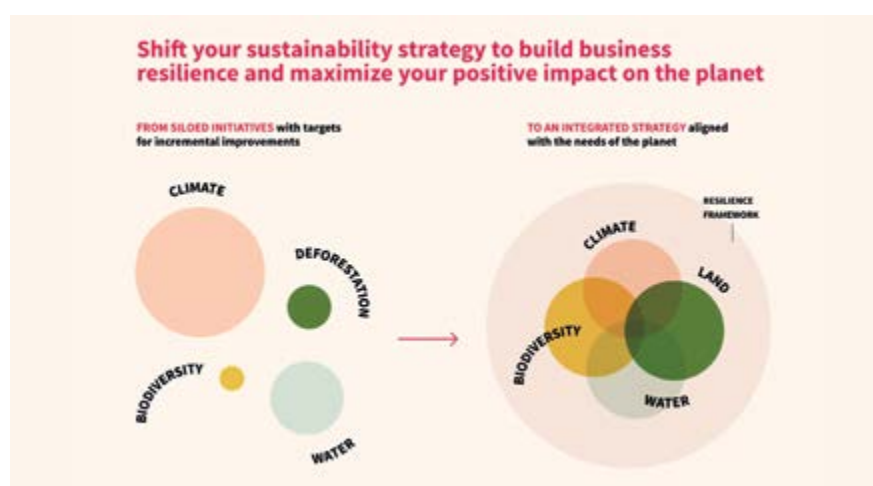 Shift your sustainability strategy to build business
resilience and maximize your positive impact on the planet
FROM SILOED INITIATIVES with targets
for incremental improvements
CLIMATE
DEFORESTATION
BIODIVERSITY
WATER
TO AN INTEGRATED STRATEGY aligned
with the needs of the planet
RESILIENCE
FRAMEWORK
CLIMATE
LAND
BIODIVERSITY
WATER